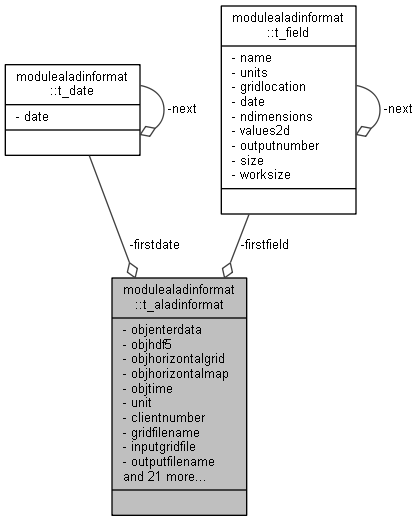 modulealadinformat
::t_field
- name
- units
- gridlocation
- date
- ndimensions
- values2d
- outputnumber
- size
- worksize
-next
modulealadinformat
::t_date
- date
-next
-firstdate
-firstfield
modulealadinformat
::t_aladinformat
- objenterdata
- objhdf5
- objhorizontalgrid
- objhorizontalmap
- objtime
- unit
- clientnumber
- gridfilename
- inputgridfile
- outputfilename
and 21 more...